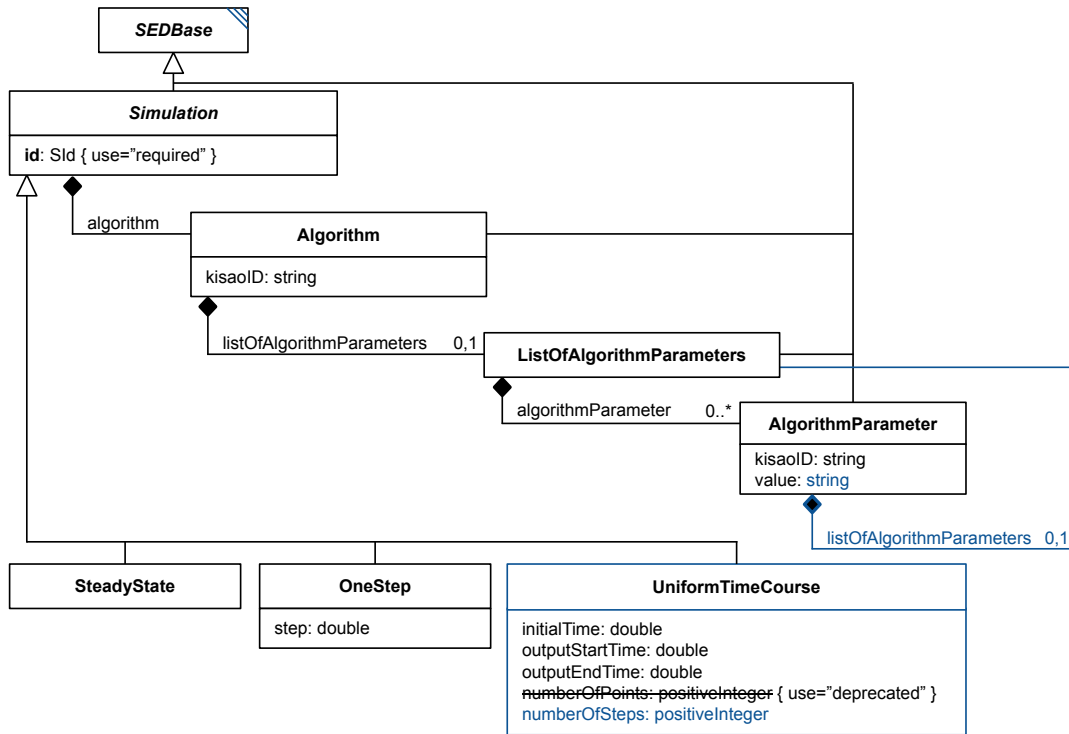 SEDBase
Simulation
id: SId { use=”required” }
algorithm
Algorithm
kisaoID: string
listOfAlgorithmParameters 0,1
ListOfAlgorithmParameters
algorithmParameter 0..*
AlgorithmParameter
kisaoID: string
value: string
listOfAlgorithmParameters 0,1
SteadyState
OneStep
step: double
UniformTimeCourse
initialTime: double
outputStartTime: double
outputEndTime: double
numberOfPoints: positiveInteger { use=”deprecated” }
numberOfSteps: positiveInteger